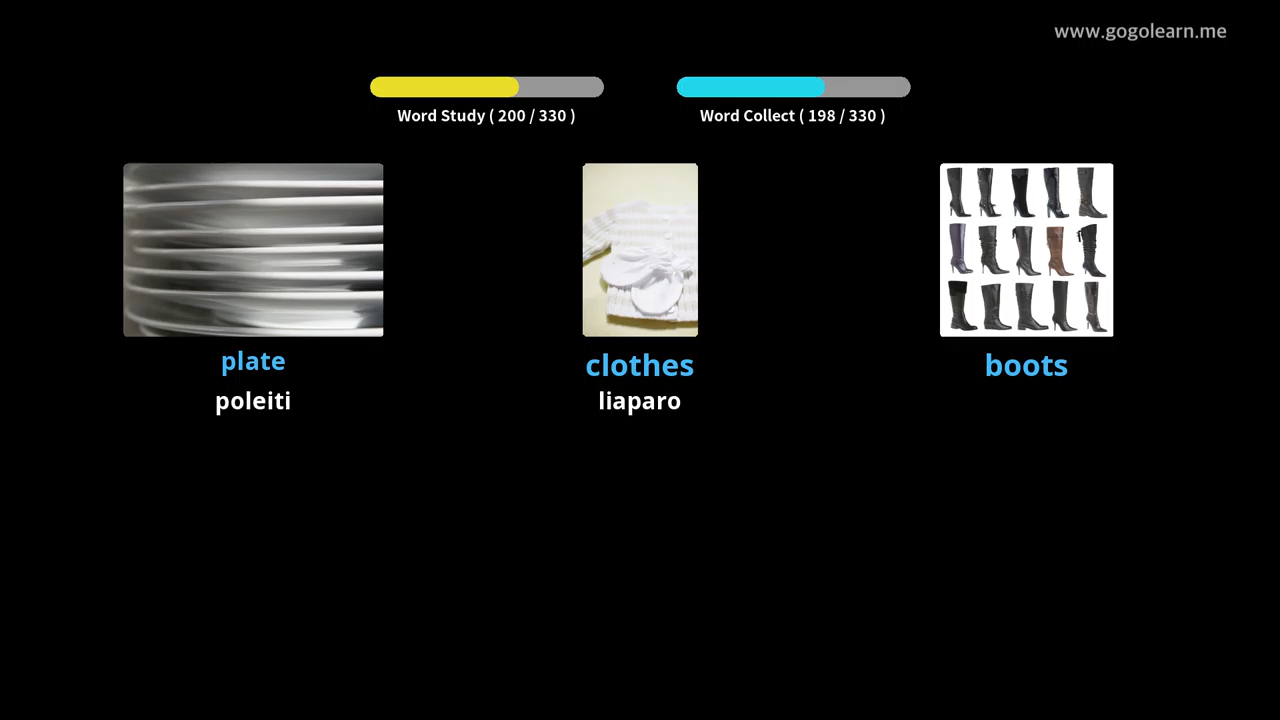 www.gogolearn.me
Word Study ( 200 / 330 )
Word Collect ( 198 / 330 )
plate
clothes
boots
poleiti
liaparo